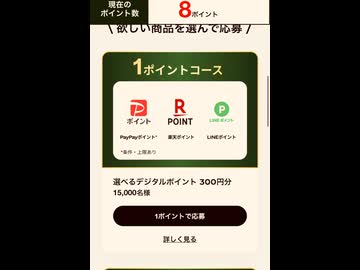 現在の
ポイント数
8ポイント
\ 欲しい商品を選んで応募 /
1ポイントコース
ポイント
R
POINT
P
LINE ポイント
PayPayポイント*
楽天ポイント
LINEポイント
*条件・上限あり
選べるデジタルポイント 300円分
15,000名様
1ポイントで応募
詳しく見る